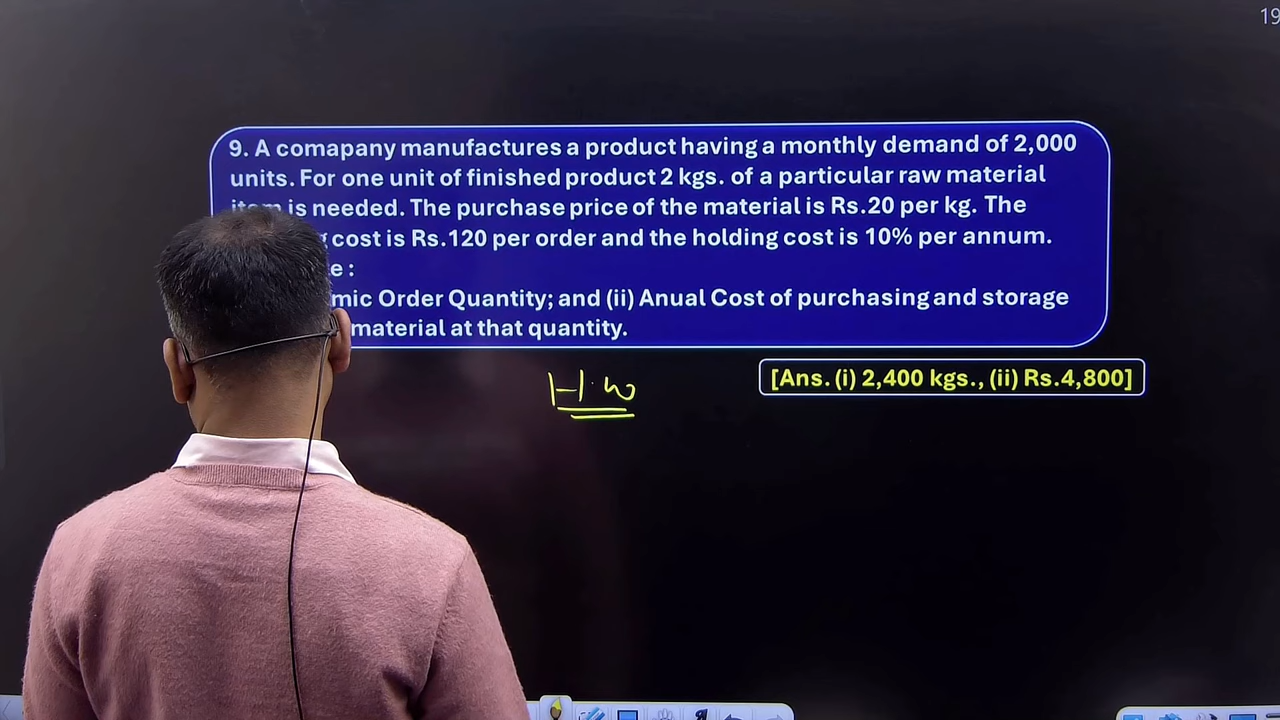 19
9. A comapany manufactures a product having a monthly demand of 2,000
units. For one unit of finished product 2 kgs. of a particular raw material
item is needed. The purchase price of the material is Rs.20 per kg. The
cost is Rs.120 per order and the holding cost is 10% per annum.
Order Quantity; and (ii) Anual Cost of purchasing and storage
material at that quantity.
H.w
[Ans. (i) 2,400 kgs., (ii) Rs.4,800]